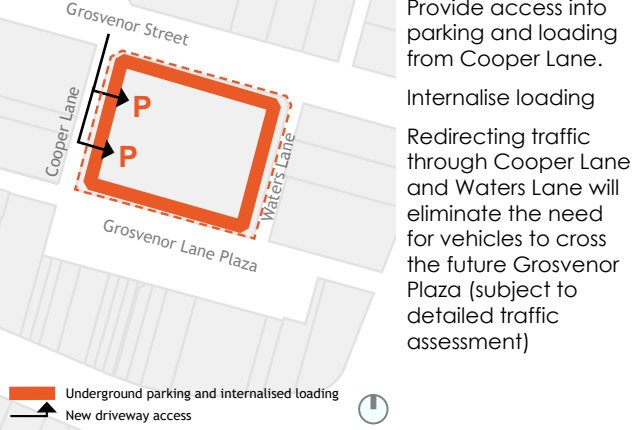 Grosvenor Street
Cooper Lane
P
P
Waters Lane
Grosvenor Lane Plaza
Underground parking and internalised loading
New driveway access
Provide access into
parking and loading
from Cooper Lane.
Internalise loading
Redirecting traffic
through Cooper Lane
and Waters Lane will
eliminate the need
for vehicles to cross
the future Grosvenor
Plaza (subject to
detailed traffic
assessment)